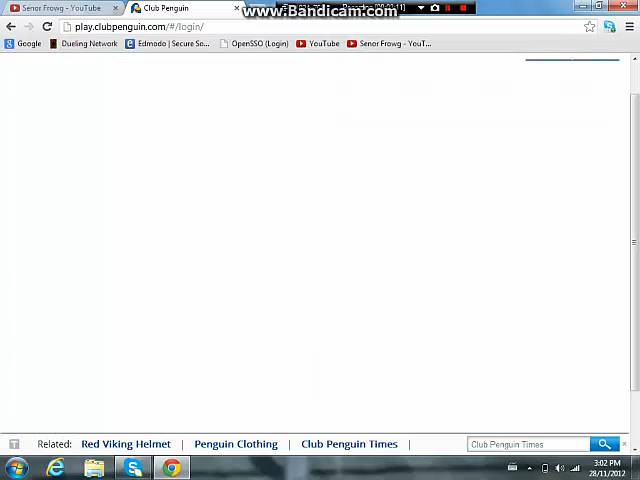 Senor Frowg - YouTube
Club Penguin
www.Bandicam.com
play.clubpenguin.com/#/login/
Google
Dueling Network
Edmodo | Secure So...
OpenSSO (Login)
YouTube
Senor Frowg - YouT...
Related:
Red Viking Helmet
|
Penguin Clothing
|
Club Penguin Times
|
Club Penguin Times
3:02 PM
28/11/2012